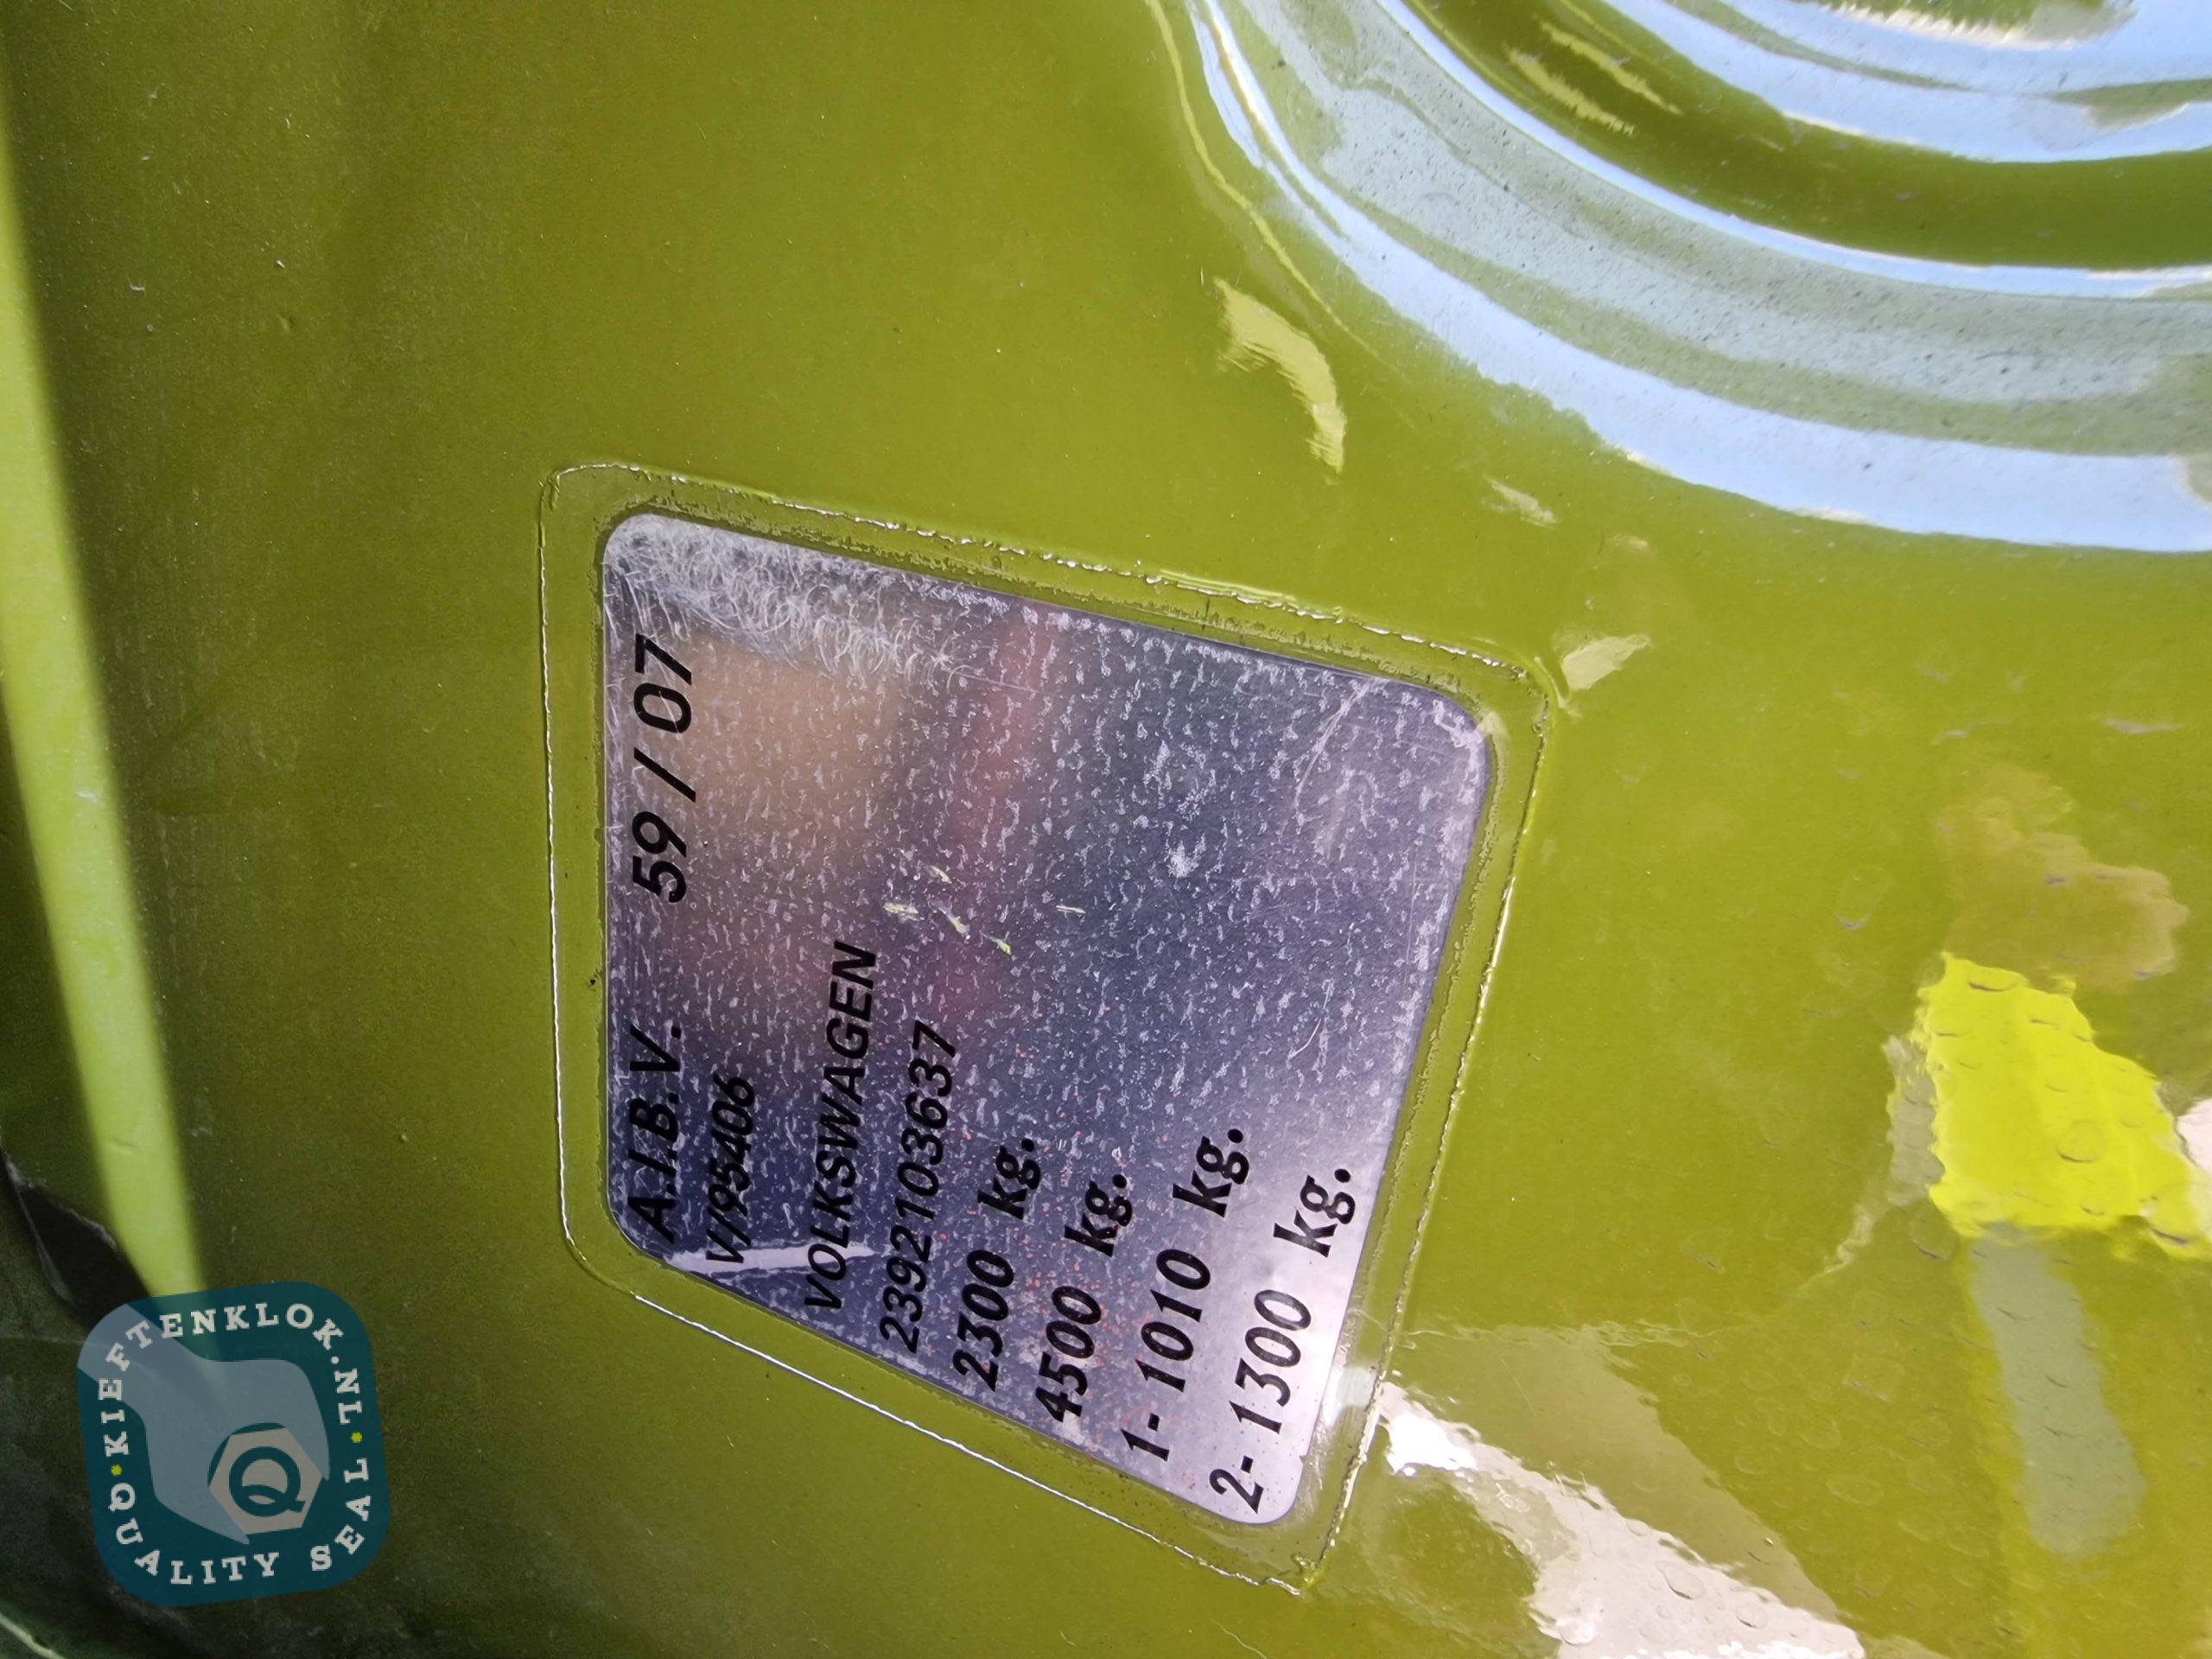 A.I.B.V. 59/07
V/95406
VOLKSWAGEN
2392103637
2300 kg.
4500 kg.
1- 1010 kg.
2- 1300 kg.
QUQ·KIEFTENKLOK.NL·
QUALITY SEAL
Q